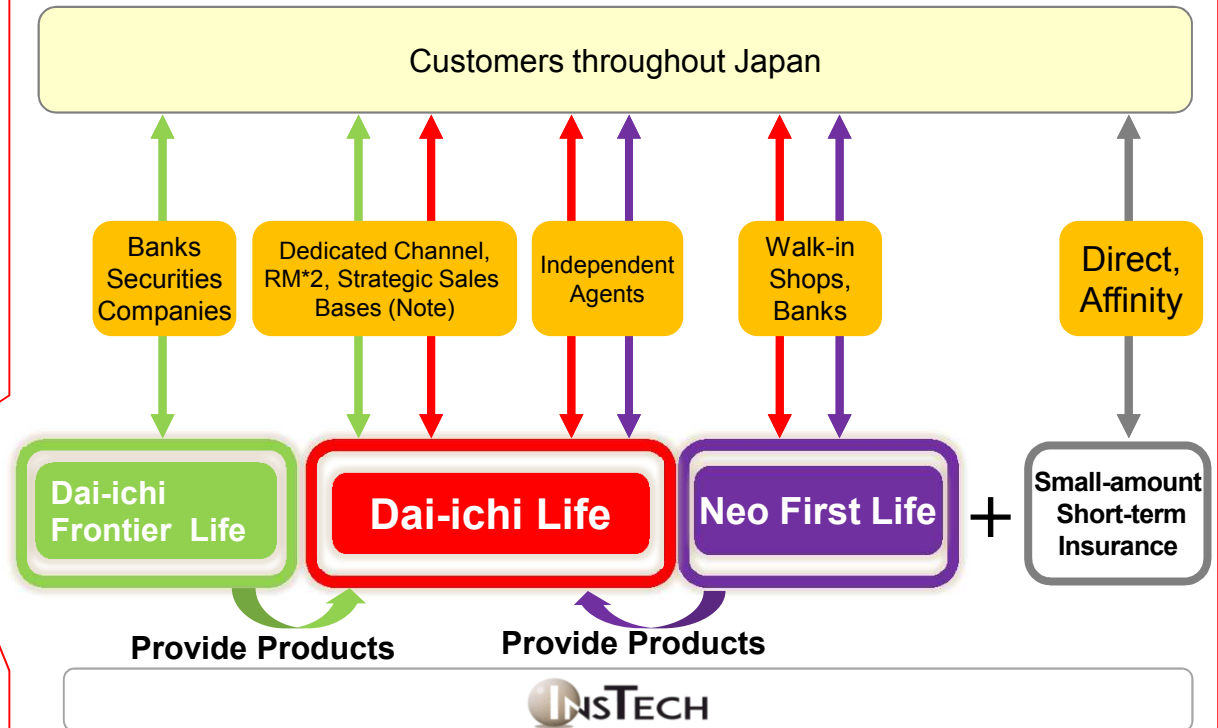 Customers throughout Japan
Banks
Securities
Companies
Dedicated Channel,
RM*2, Strategic Sales
Bases (Note)
Independent
Agents
Walk-in
Shops,
Banks
Direct,
Affinity
Dai-ichi
Frontier Life
Dai-ichi Life
Neo First Life
+
Small-amount
Short-term
Insurance
Provide Products
Provide Products
INSTECH